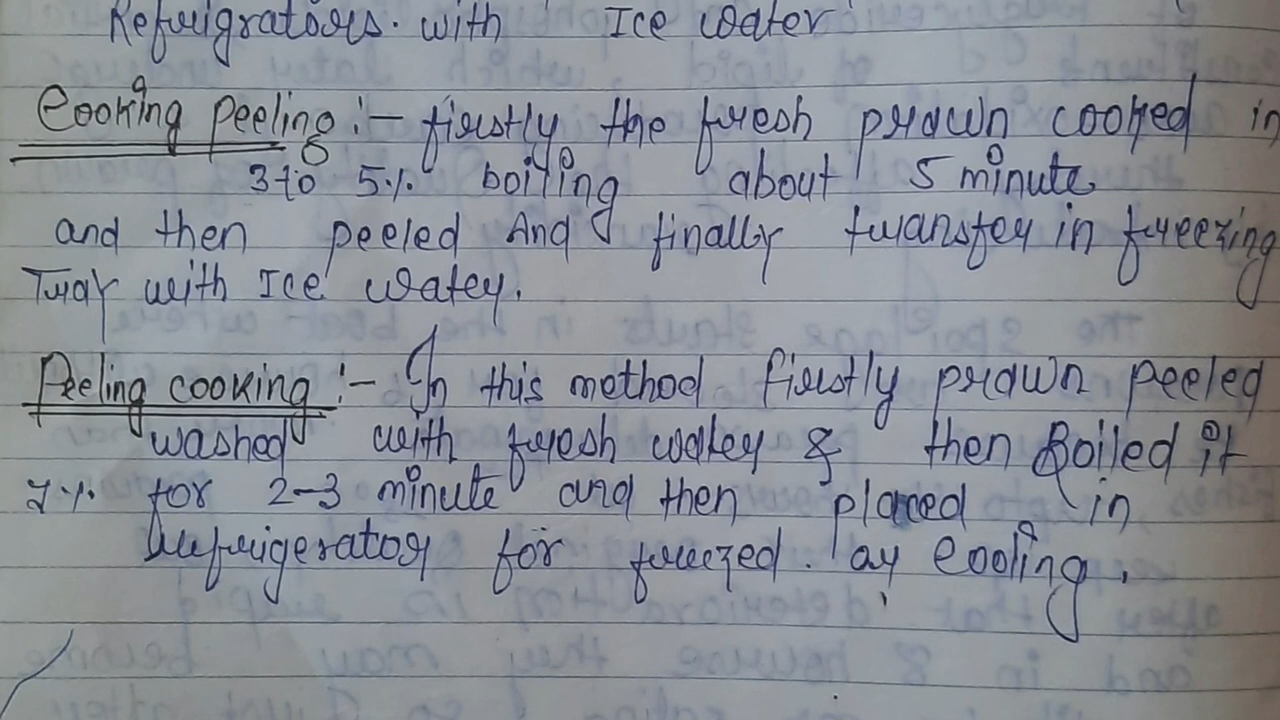 Refrigrators. with Ice water
Cooking peeling :- firstly the fresh prawn cooked in
3 to 5% boiling about 5 minute
and then peeled And finally transfer in freezing
Tray with Ice water.
Peeling cooking :- In this method firstly prawn peeled
washed with fresh water & then Boiled it
7% for 2-3 minute and then placed in
Refrigerator for freezed. ar cooling.